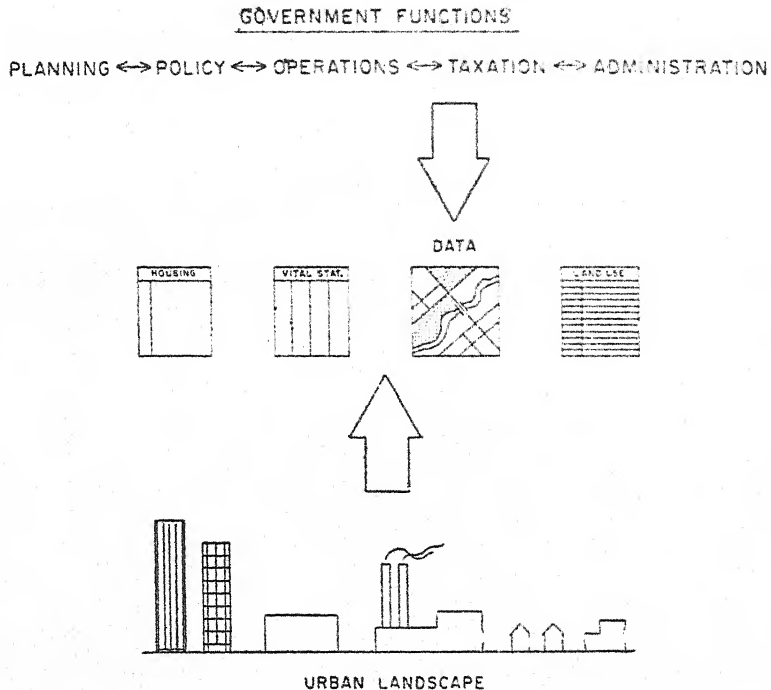 GOVERNMENT FUNCTIONS
PLANNING ↔ POLICY ↔ OPERATIONS ↔ TAXATION ↔ ADMINISTRATION
DATA
HOUSING VITAL STAT. LAND USE
URBAN LANDSCAPE